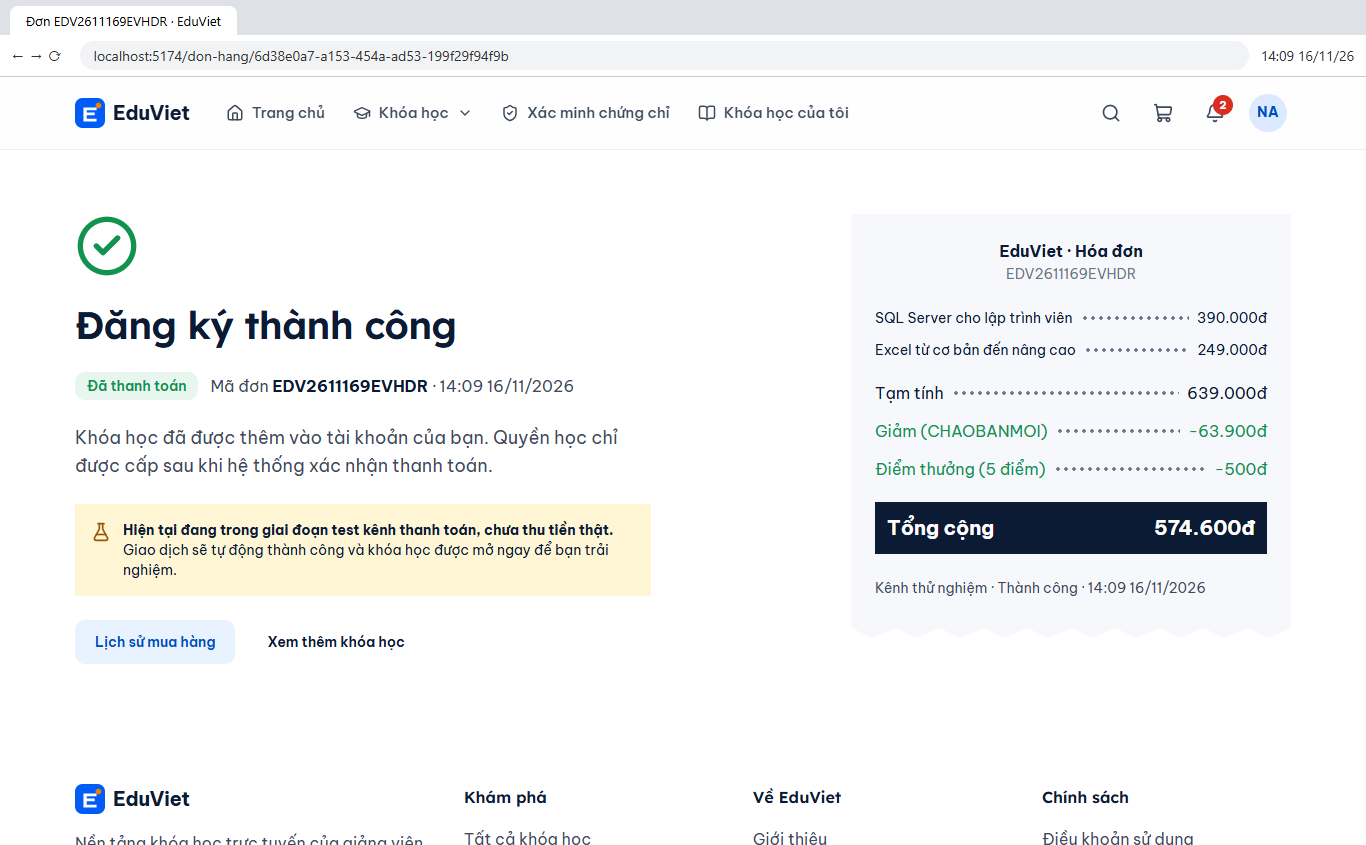 Đơn EDV2611169EVHDR · EduViet
localhost:5174/don-hang/6d38e0a7-a153-454a-ad53-199f29f94f9b
14:09 16/11/26
EduViet
Trang chủ
Khóa học
Xác minh chứng chỉ
Khóa học của tôi
2
NA
Đăng ký thành công
Đã thanh toán
Mã đơn EDV2611169EVHDR · 14:09 16/11/2026
Khóa học đã được thêm vào tài khoản của bạn. Quyền học chỉ
được cấp sau khi hệ thống xác nhận thanh toán.
Hiện tại đang trong giai đoạn test kênh thanh toán, chưa thu tiền thật.
Giao dịch sẽ tự động thành công và khóa học được mở ngay để bạn trải
nghiệm.
Lịch sử mua hàng
Xem thêm khóa học
EduViet · Hóa đơn
EDV2611169EVHDR
SQL Server cho lập trình viên 390.000đ
Excel từ cơ bản đến nâng cao 249.000đ
Tạm tính 639.000đ
Giảm (CHAOBANMOI) -63.900đ
Điểm thưởng (5 điểm) -500đ
Tổng cộng 574.600đ
Kênh thử nghiệm · Thành công · 14:09 16/11/2026
EduViet
Nền tảng khóa học trực tuyến của giảng viên
Khám phá
Tất cả khóa học
Về EduViet
Giới thiệu
Chính sách
Điều khoản sử dụng